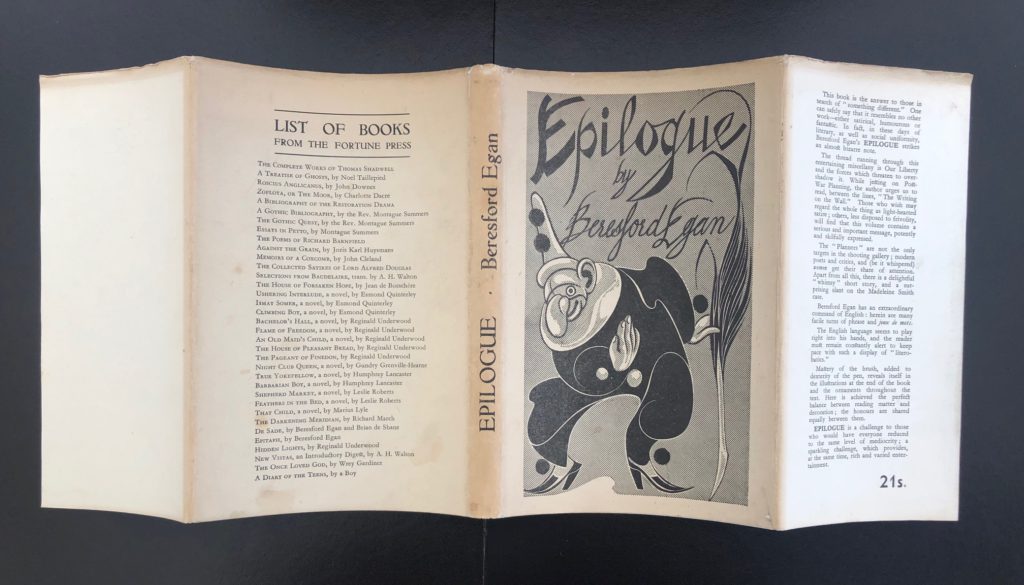 LIST OF BOOKS
FROM THE FORTUNE PRESS
THE COMPLETE WORKS OF THOMAS SHADWELL
A TREATISE OF GHOSTS, by Noel Taillepied
ROSCIUS ANGLICANUS, by John Downes
ZOFLOYA, OR THE MOOR, by Charlotte Dacre
A BIBLIOGRAPHY OF THE RESTORATION DRAMA
A GOTHIC BIBLIOGRAPHY, by the Rev. Montague Summers
THE GOTHIC QUEST, by the Rev. Montague Summers
ESSAYS IN PETTO, by Montague Summers
THE POEMS OF RICHARD BARNFIELD
AGAINST THE GRAIN, by Joris Karl Huysmans
MEMOIRS OF A COXCOMB, by John Cleland
THE COLLECTED SATIRES OF LORD ALFRED DOUGLAS
SELECTIONS FROM BAUDELAIRE, trans. by A. H. Walton
THE HOUSE OF FORSAKEN HOPE, by Jean de Bosschère
USHERING INTERLUDE, a novel, by Esmond Quinterley
ISMAY SOMER, a novel, by Esmond Quinterley
CLIMBING BOY, a novel, by Esmond Quinterley
BACHELOR'S HALL, a novel, by Reginald Underwood
FLAME OF FREEDOM, a novel, by Reginald Underwood
AN OLD MAID'S CHILD, a novel, by Reginald Underwood
THE HOUSE OF PLEASANT BREAD, by Reginald Underwood
THE PAGEANT OF FINEDON, by Reginald Underwood
NIGHT CLUB QUEEN, a novel, by Gundry Grenville-Hearne
TRUE YOKEFELLOW, a novel, by Humphrey Lancaster
BARBARIAN BOY, a novel, by Humphrey Lancaster
SHEPHERD MARKET, a novel, by Leslie Roberts
FEATHERS IN THE BED, a novel, by Leslie Roberts
THAT CHILD, a novel, by Marius Lyle
THE DARKENING MERIDIAN, by Richard March
DE SADE, by Beresford Egan and Brian de Shane
EPITAPH, by Beresford Egan
HIDDEN LIGHTS, by Reginald Underwood
NEW VISTAS, an Introductory Digest, by A. H. Walton
THE ONCE LOVED GOD, by Wrey Gardiner
A DIARY OF THE TEENS, by a Boy
EPILOGUE · Beresford Egan
Epilogue
by
Beresford Egan
This book is the answer to those in
search of "something different." One
can safely say that it resembles no other
work—either satirical, humourous or
fantastic. In fact, in these days of
literary, as well as social uniformity,
Beresford Egan's EPILOGUE strikes
an almost bizarre note.
The thread running through this
entertaining miscellany is Our Liberty
and the forces which threaten to over-
shadow it. While jesting on Post-
War Planning, the author urges us to
read, between the lines, "The Writing
on the Wall." Those who wish may
regard the whole thing as light-hearted
satire; others, less disposed to frivolity,
will find that this volume contains a
serious and important message, potently
and skilfully expressed.
The "Planners" are not the only
targets in the shooting gallery; modern
poets and critics, and (be it whispered)
some get their share of attention.
Apart from all this, there is a delightful
"whimsy" short story, and a sur-
prising slant on the Madeleine Smith
case.
Beresford Egan has an extraordinary
command of English: herein are many
facile turns of phrase and jeux de mots.
The English language seems to play
right into his hands, and the reader
must remain constantly alert to keep
pace with such a display of "litero-
batics."
Mastery of the brush, added to
dexterity of the pen, reveals itself in
the illustrations at the end of the book
and the ornaments throughout the
text. Here is achieved the perfect
balance between reading matter and
decoration; the honours are shared
equally between them.
EPILOGUE is a challenge to those
who would have everyone reduced
to the same level of mediocrity; a
sparkling challenge, which provides,
at the same time, rich and varied enter-
tainment.
21s.